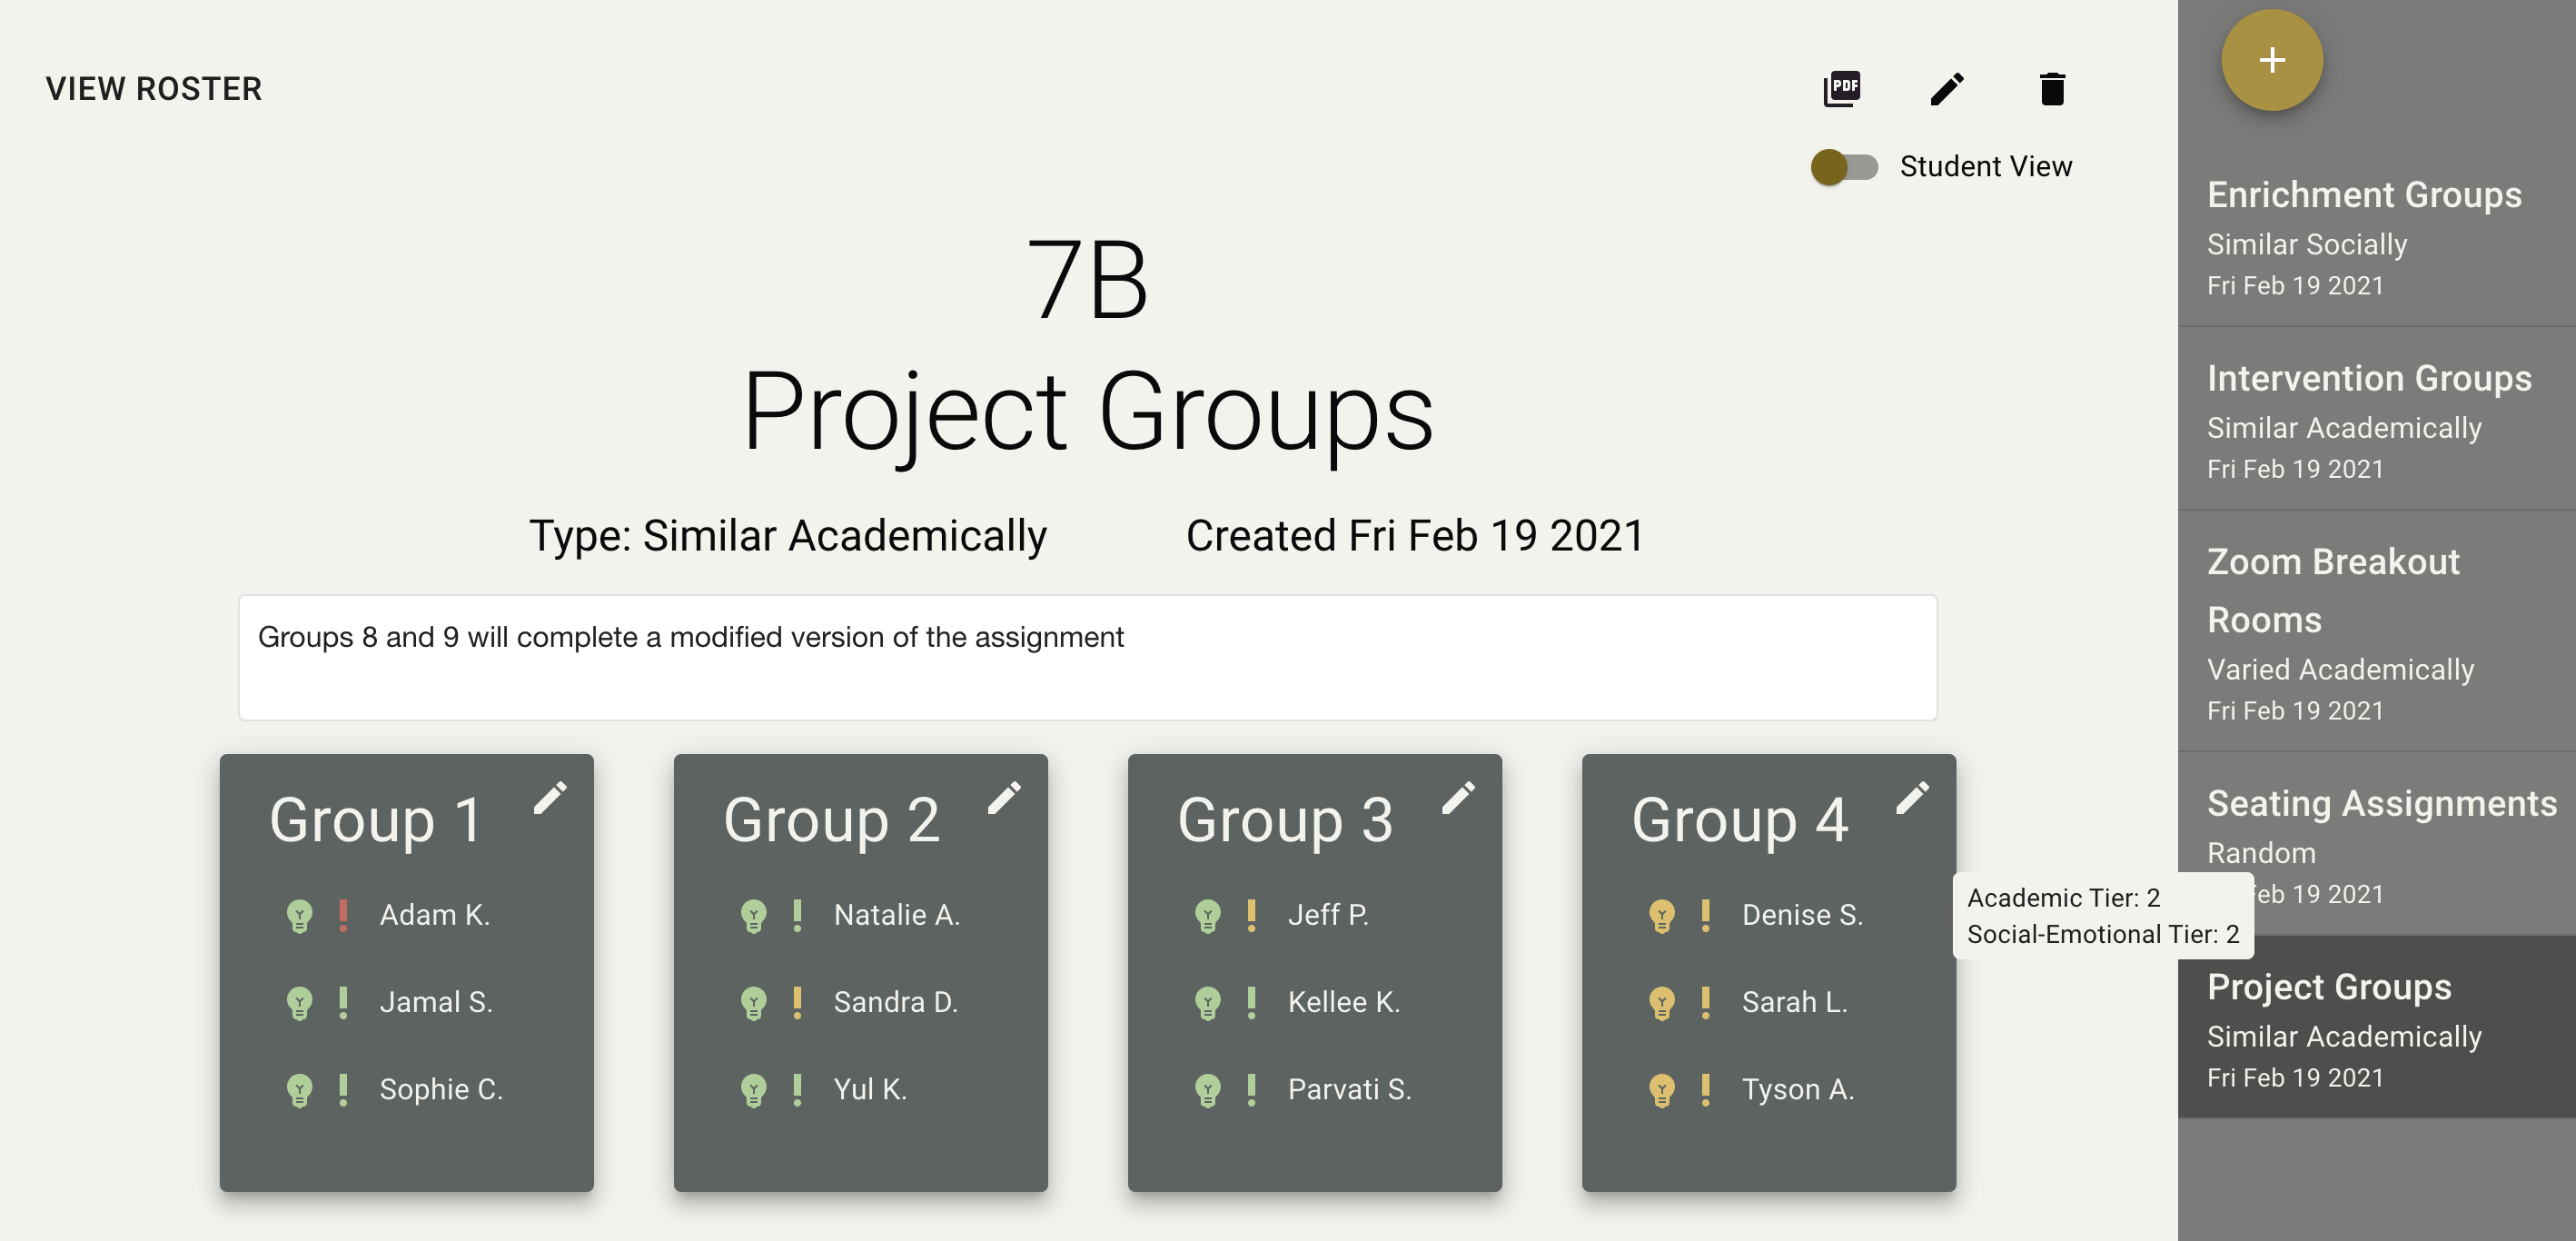 VIEW ROSTER
PDF
Student View
7B
Project Groups
Type: Similar Academically
Created Fri Feb 19 2021
Groups 8 and 9 will complete a modified version of the assignment
Group 1
Adam K.
Jamal S.
Sophie C.
Group 2
Natalie A.
Sandra D.
Yul K.
Group 3
Jeff P.
Kellee K.
Parvati S.
Group 4
Denise S.
Sarah L.
Tyson A.
Academic Tier: 2
Social-Emotional Tier: 2
+
Enrichment Groups
Similar Socially
Fri Feb 19 2021
Intervention Groups
Similar Academically
Fri Feb 19 2021
Zoom Breakout
Rooms
Varied Academically
Fri Feb 19 2021
Seating Assignments
Random
eb 19 2021
Project Groups
Similar Academically
Fri Feb 19 2021